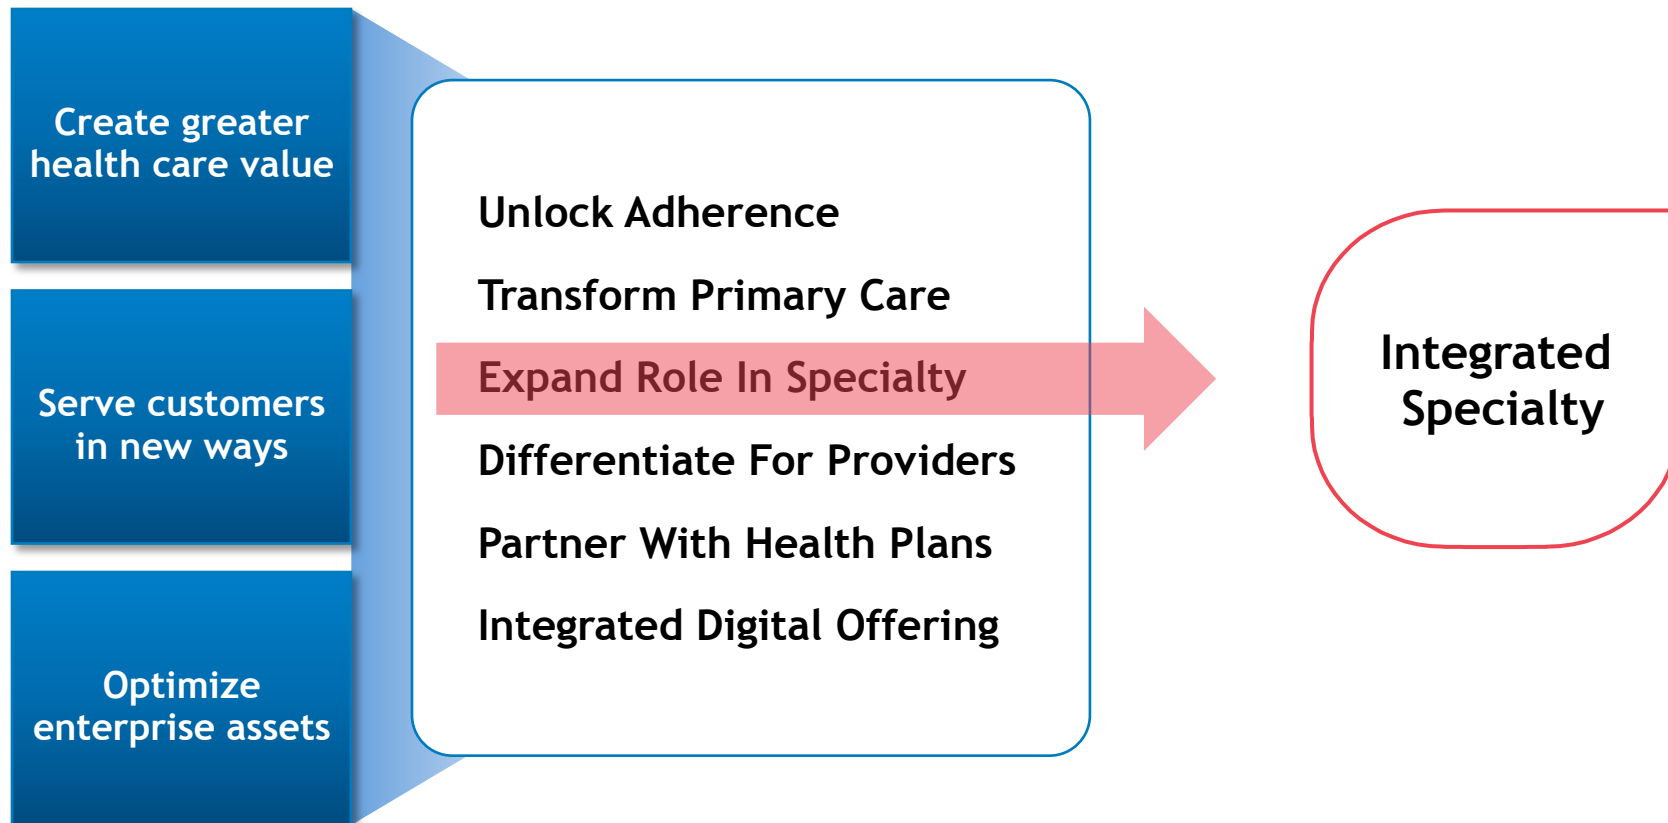 Create greater
health care value
Serve customers
in new ways
Optimize
enterprise assets
Unlock Adherence
Transform Primary Care
Expand Role In Specialty
Differentiate For Providers
Partner With Health Plans
Integrated Digital Offering
Integrated
Specialty